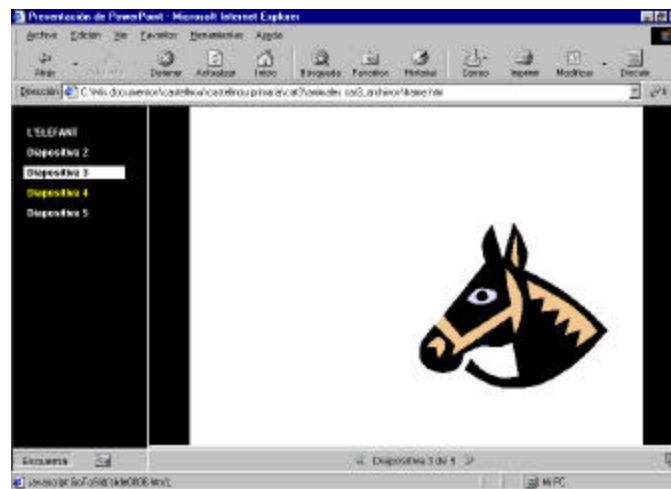 Presentación de PowerPoint - Microsoft Internet Explorer
Archivo Edición Ver Favoritos Herramientas Ayuda
Atrás Detener Actualizar Inicio Búsqueda Favoritos Historial Correo Imprimir Modificar Discutir
Dirección
L'ELEFANT
Diapositiva 2
Diapositiva 3
Diapositiva 4
Diapositiva 5
Esquema
Diapositiva 3 de 5
Mi PC